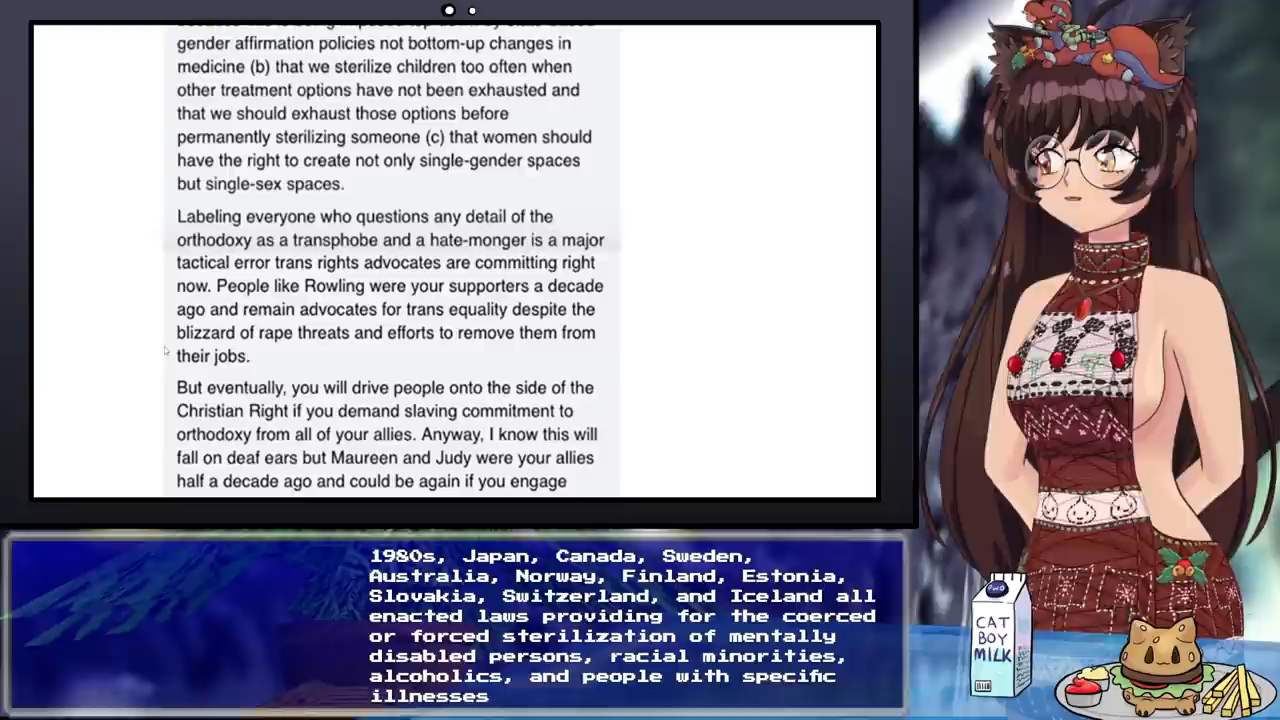 gender affirmation policies not bottom-up changes in
medicine (b) that we sterilize children too often when
other treatment options have not been exhausted and
that we should exhaust those options before
permanently sterilizing someone (c) that women should
have the right to create not only single-gender spaces
but single-sex spaces.
Labeling everyone who questions any detail of the
orthodoxy as a transphobe and a hate-monger is a major
tactical error trans rights advocates are committing right
now. People like Rowling were your supporters a decade
ago and remain advocates for trans equality despite the
blizzard of rape threats and efforts to remove them from
their jobs.
But eventually, you will drive people onto the side of the
Christian Right if you demand slaving commitment to
orthodoxy from all of your allies. Anyway, I know this will
fall on deaf ears but Maureen and Judy were your allies
half a decade ago and could be again if you engage
1980s, Japan, Canada, Sweden,
Australia, Norway, Finland, Estonia,
Slovakia, Switzerland, and Iceland all
enacted laws providing for the coerced
or forced sterilization of mentally
disabled persons, racial minorities,
alcoholics, and people with specific
illnesses
CAT
BOY
MILK